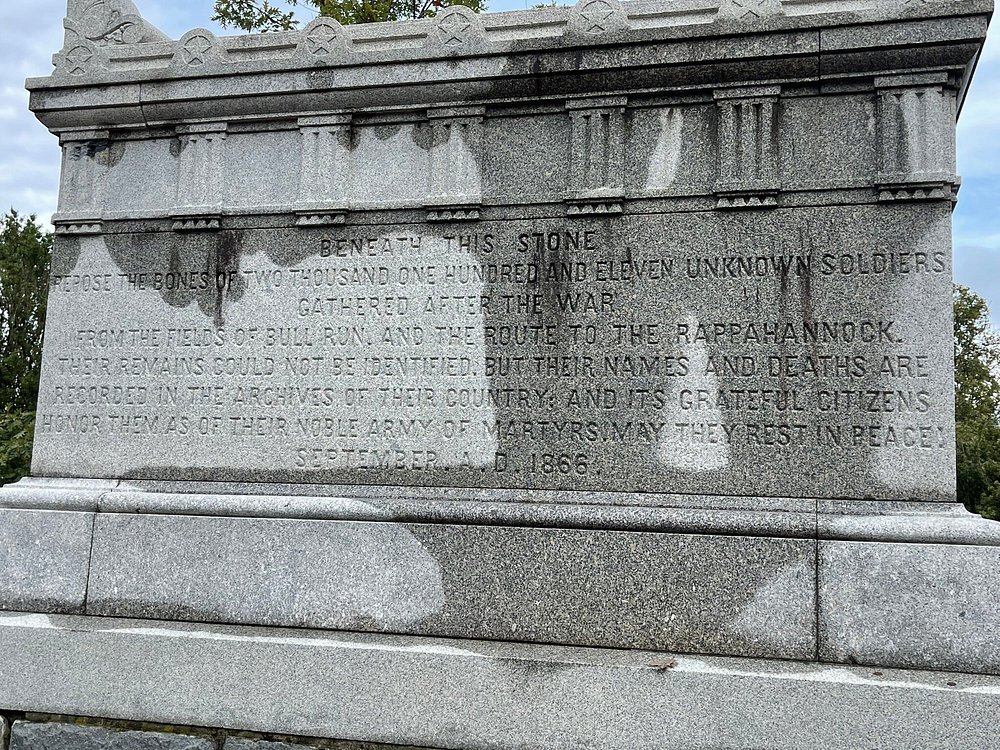 BENEATH THIS STONE
REPOSE THE BONES OF TWO THOUSAND ONE HUNDRED AND ELEVEN UNKNOWN SOLDIERS
GATHERED AFTER THE WAR
FROM THE FIELDS OF BULL RUN, AND THE ROUTE TO THE RAPPAHANNOCK.
THEIR REMAINS COULD NOT BE IDENTIFIED, BUT THEIR NAMES AND DEATHS ARE
RECORDED IN THE ARCHIVES OF THEIR COUNTRY; AND ITS GRATEFUL CITIZENS
HONOR THEM AS OF THEIR NOBLE ARMY OF MARTYRS. MAY THEY REST IN PEACE!
SEPTEMBER. A. D. 1866.